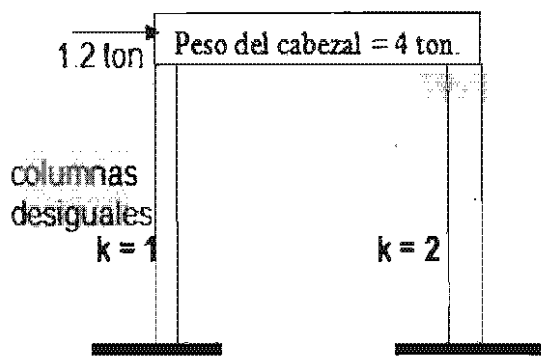 1.2 ton
Peso del cabezal = 4 ton.
columnas
desiguales
k = 1
k = 2